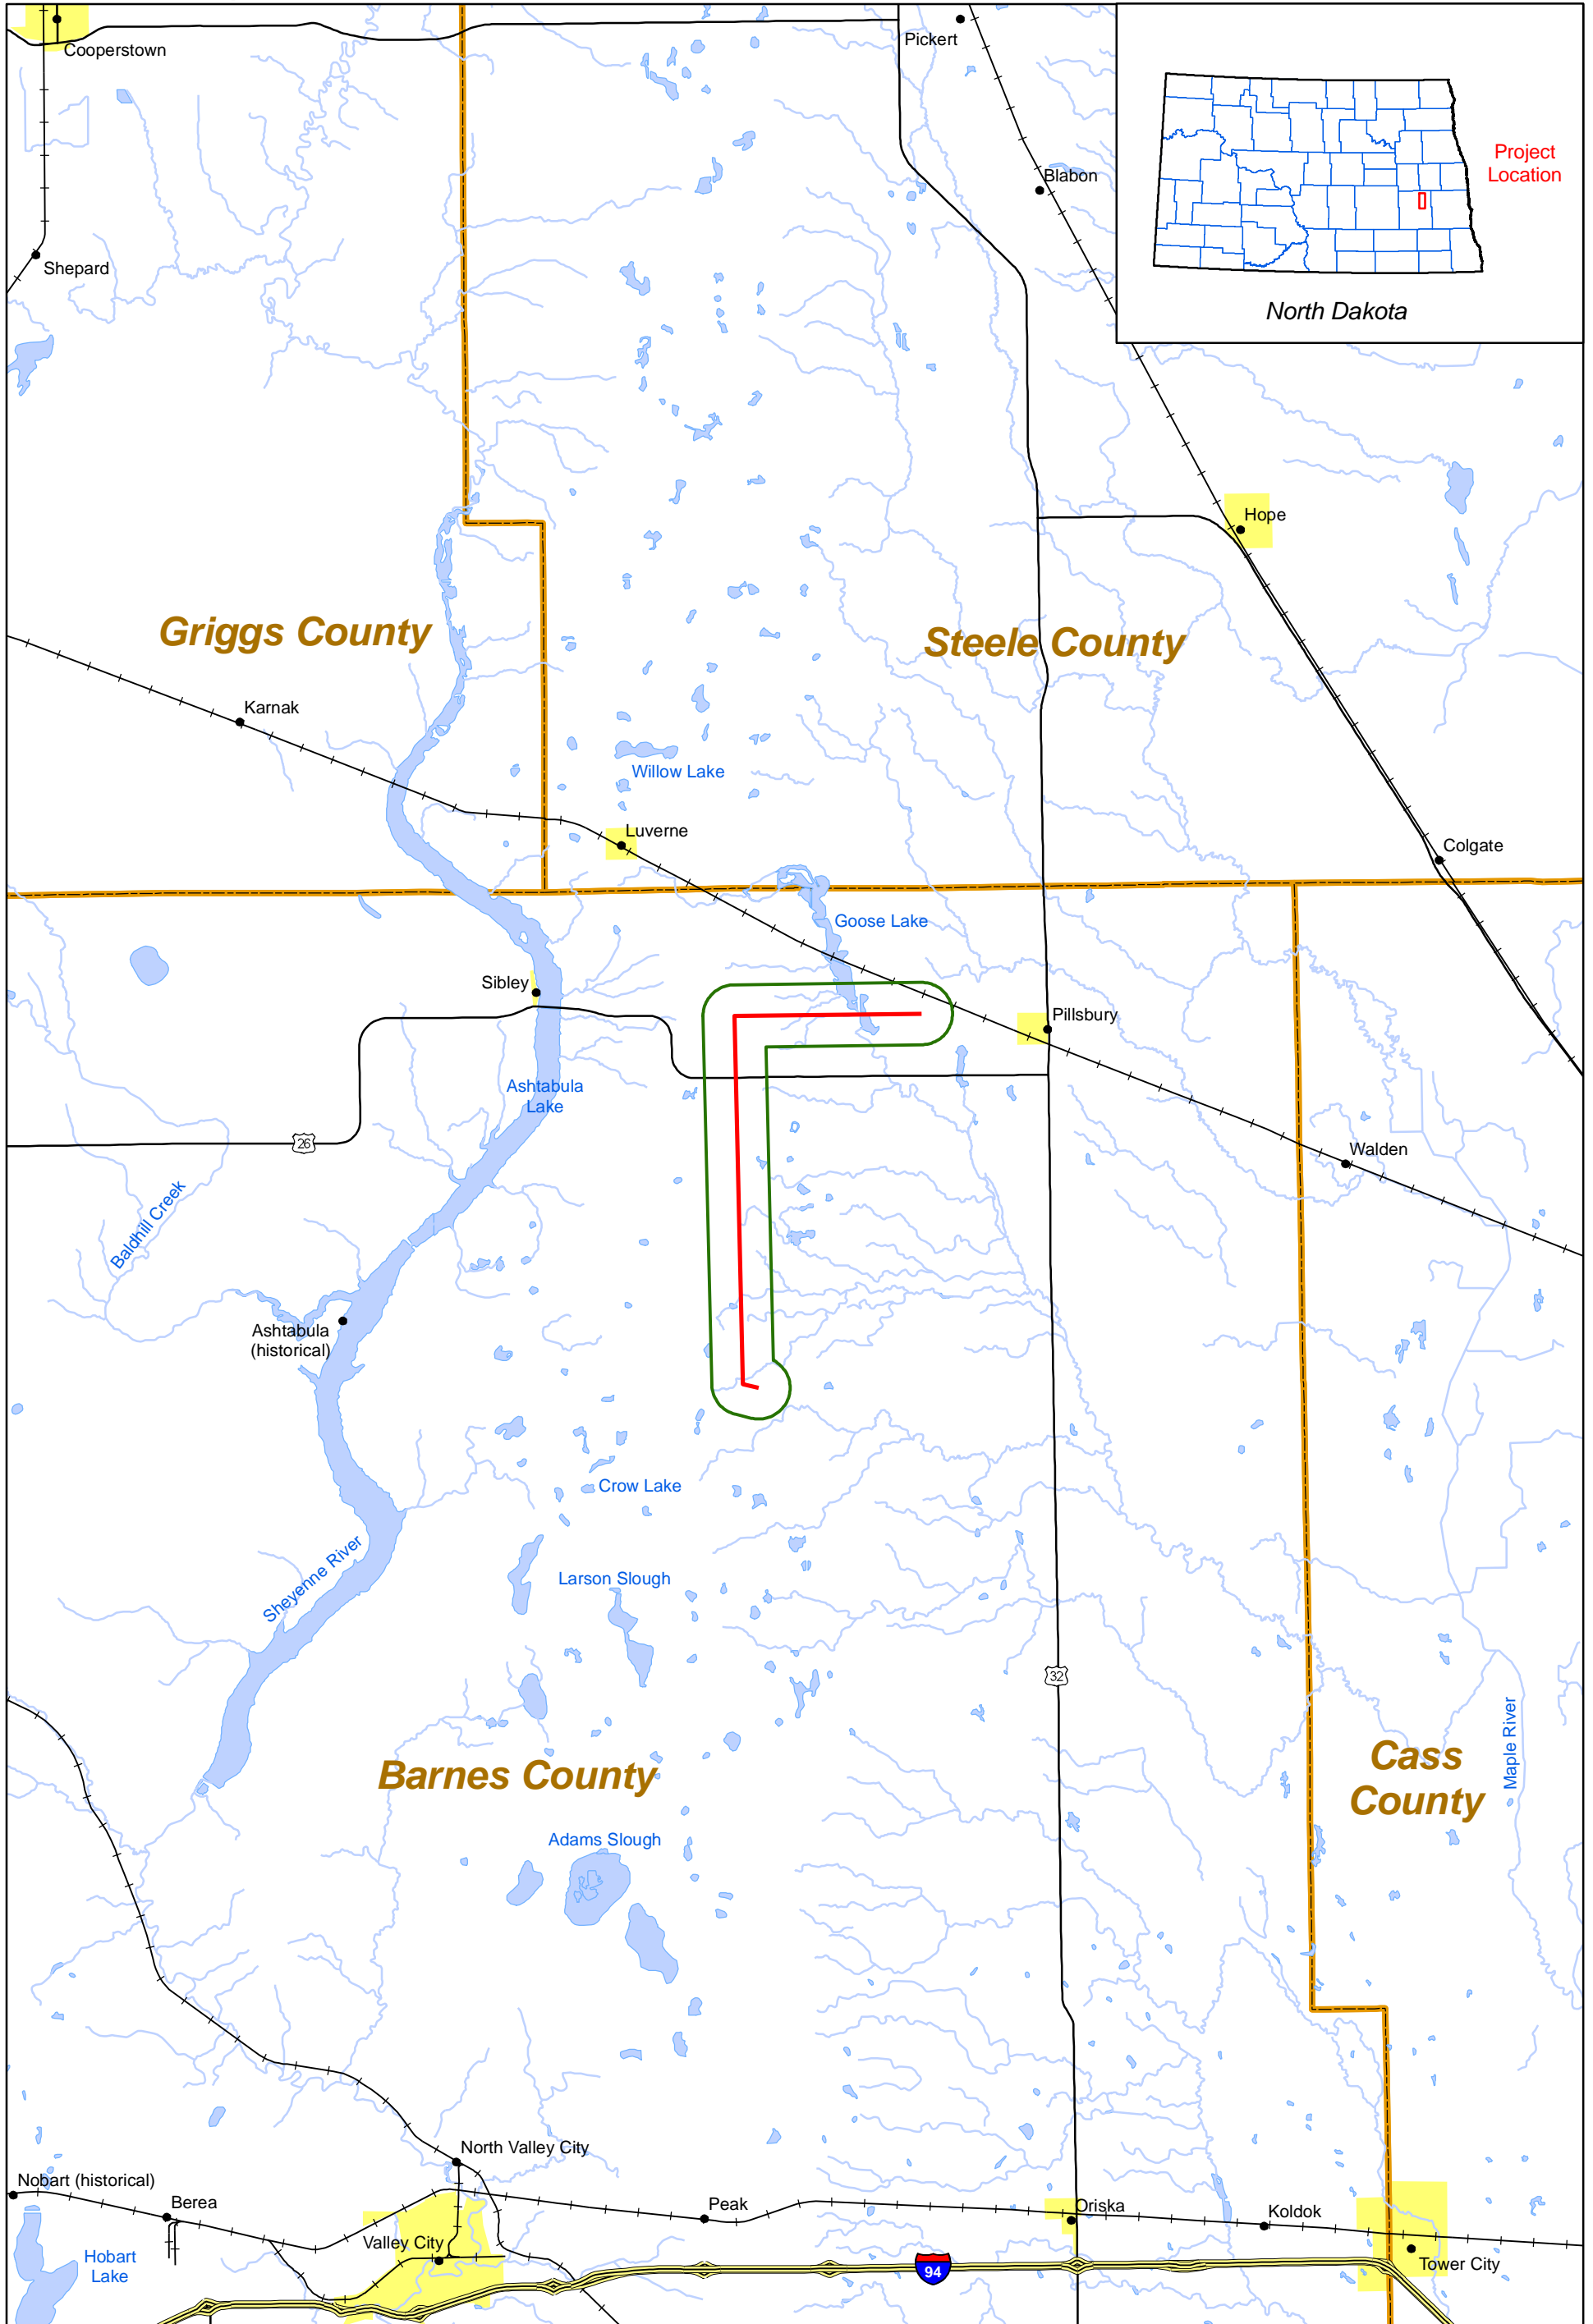 Cooperstown
Pickert
Blabon
Project
Location
North Dakota
Shepard
Hope
Griggs County
Steele County
Karnak
Willow Lake
Luverne
Colgate
Goose Lake
Sibley
Pillsbury
Ashtabula
Lake
26
Walden
Baldhill Creek
Ashtabula
(historical)
Crow Lake
Sheyenne River
Larson Slough
32
Maple River
Barnes County
Cass
County
Adams Slough
North Valley City
Nobart (historical)
Berea
Peak
Oriska
Koldok
Valley City
Hobart
Lake
94
Tower City